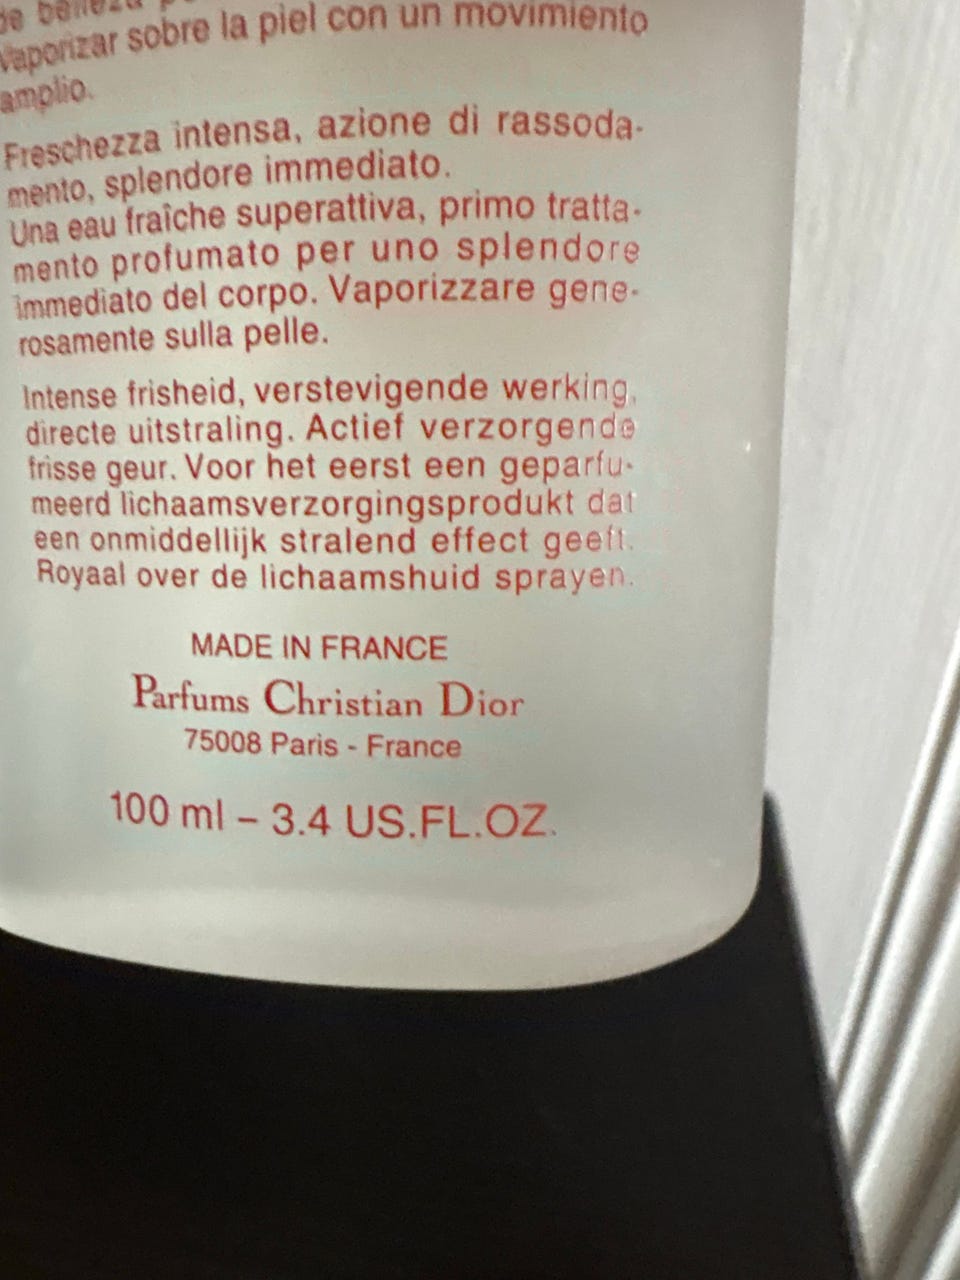 de belleza
Vaporizar sobre la piel con un movimiento
amplio.
Freschezza intensa, azione di rassoda-
mento, splendore immediato.
Una eau fraîche superattiva, primo tratta-
mento profumato per uno splendore
immediato del corpo. Vaporizzare gene-
rosamente sulla pelle.
Intense frisheid, verstevigende werking,
directe uitstraling. Actief verzorgende
frisse geur. Voor het eerst een geparfu-
meerd lichaamsverzorgingsprodukt dat
een onmiddellijk stralend effect geeft.
Royaal over de lichaamshuid sprayen.
MADE IN FRANCE
Parfums Christian Dior
75008 Paris - France
100 ml – 3.4 US.FL.OZ.